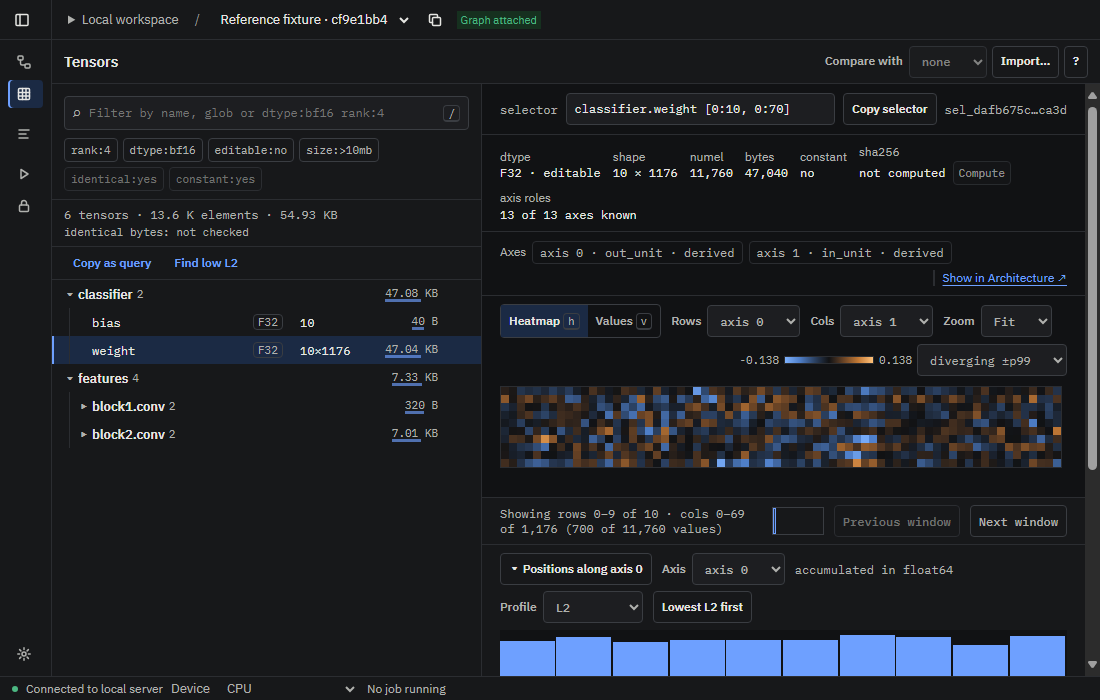 Local workspace / Reference fixture · cf9e1bb4 Graph attached
Tensors
Compare with none Import... ?
Filter by name, glob or dtype:bf16 rank:4 /
rank:4 dtype:bf16 editable:no size:>10mb
identical:yes constant:yes
6 tensors · 13.6 K elements · 54.93 KB
identical bytes: not checked
Copy as query Find low L2
classifier 2 47.08 KB
bias F32 10 40 B
weight F32 10×1176 47.04 KB
features 4 7.33 KB
block1.conv 2 320 B
block2.conv 2 7.01 KB
selector classifier.weight [0:10, 0:70] Copy selector sel_dafb675c…ca3d
dtype shape numel bytes constant sha256
F32 · editable 10 × 1176 11,760 47,040 no not computed Compute
axis roles
13 of 13 axes known
Axes axis 0 · out_unit · derived axis 1 · in_unit · derived
Show in Architecture ↗
Heatmap h Values v Rows axis 0 Cols axis 1 Zoom Fit
-0.138 0.138 diverging ±p99
Showing rows 0–9 of 10 · cols 0–69
of 1,176 (700 of 11,760 values)
Previous window Next window
Positions along axis 0 Axis axis 0 accumulated in float64
Profile L2 Lowest L2 first
Connected to local server Device CPU No job running